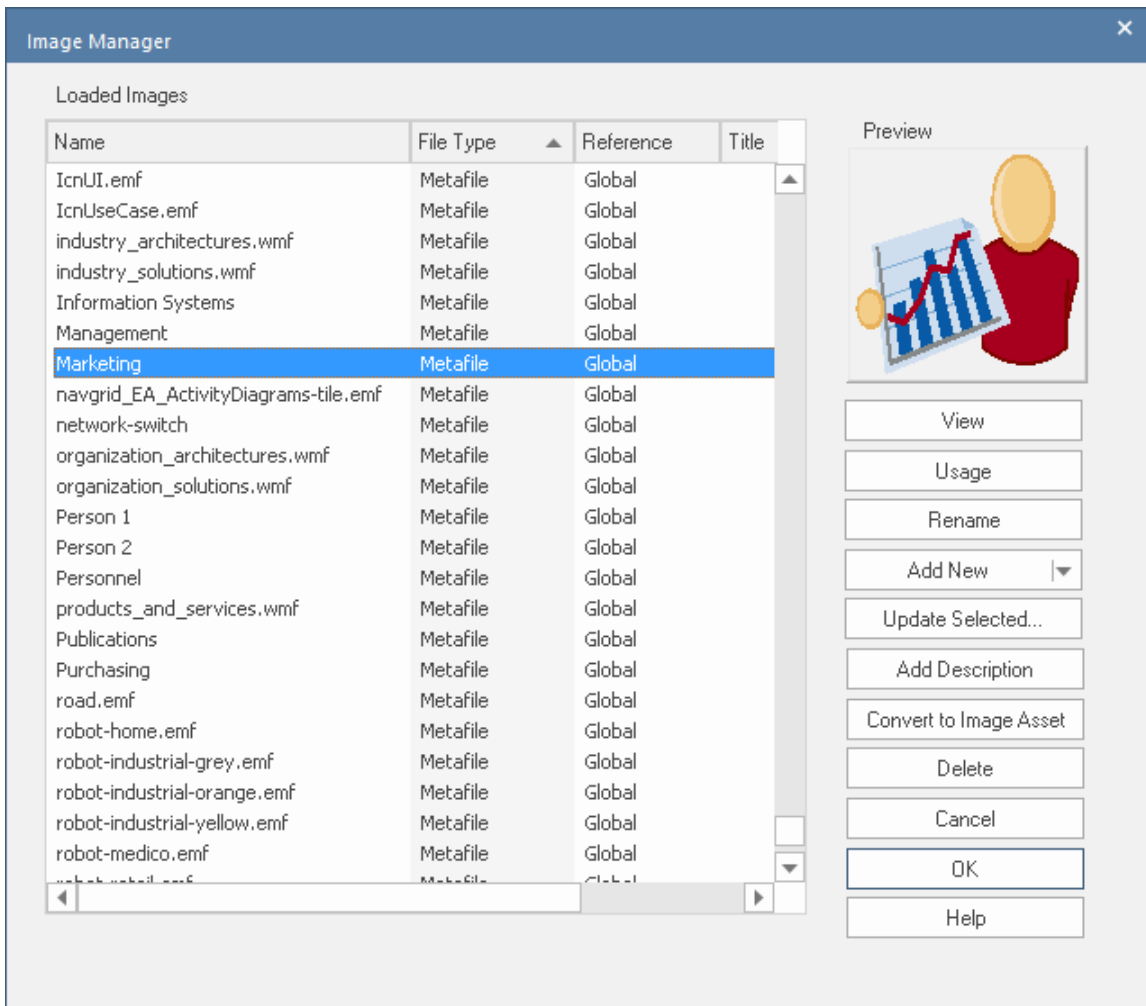 Image Manager
Loaded Images
Name File Type Reference Title
IcnUI.emf Metafile Global
IcnUseCase.emf Metafile Global
industry_architectures.wmf Metafile Global
industry_solutions.wmf Metafile Global
Information Systems Metafile Global
Management Metafile Global
Marketing Metafile Global
navgrid_EA_ActivityDiagrams-tile.emf Metafile Global
network-switch Metafile Global
organization_architectures.wmf Metafile Global
organization_solutions.wmf Metafile Global
Person 1 Metafile Global
Person 2 Metafile Global
Personnel Metafile Global
products_and_services.wmf Metafile Global
Publications Metafile Global
Purchasing Metafile Global
road.emf Metafile Global
robot-home.emf Metafile Global
robot-industrial-grey.emf Metafile Global
robot-industrial-orange.emf Metafile Global
robot-industrial-yellow.emf Metafile Global
robot-medico.emf Metafile Global
robot-retail.emf Metafile Global
Preview
View
Usage
Rename
Add New
Update Selected...
Add Description
Convert to Image Asset
Delete
Cancel
OK
Help